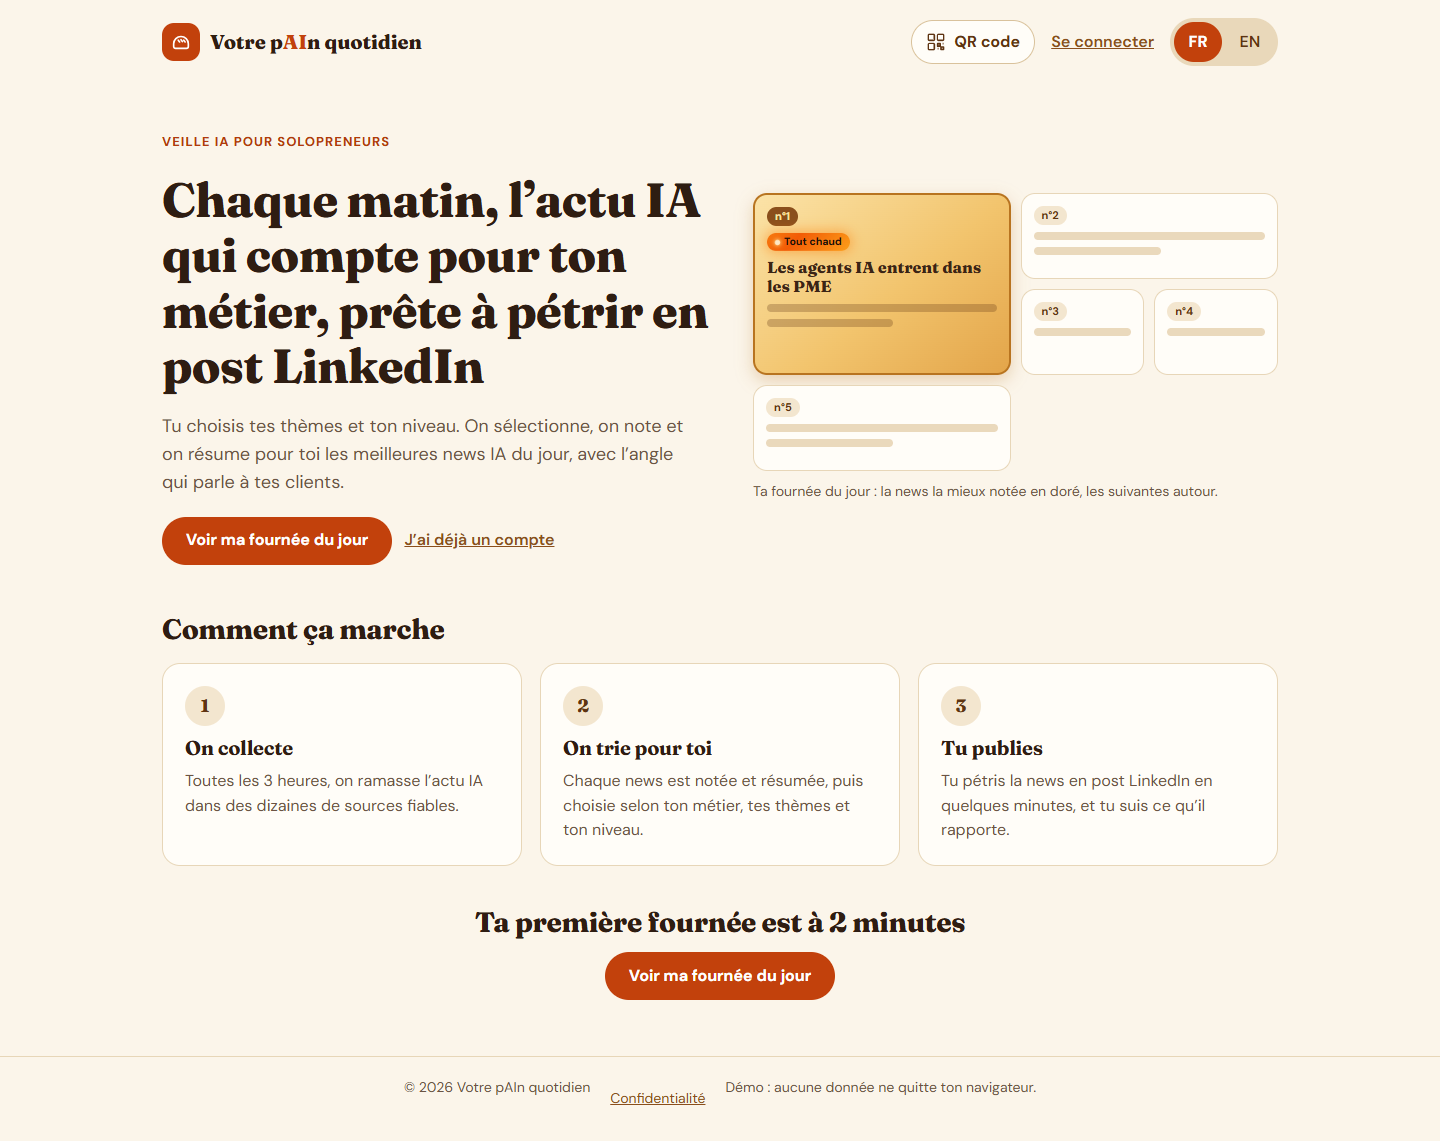 Votre pAIn quotidien
QR code
Se connecter
FR
EN
VEILLE IA POUR SOLOPRENEURS
Chaque matin, l’actu IA
qui compte pour ton
métier, prête à pétrir en
post LinkedIn
Tu choisis tes thèmes et ton niveau. On sélectionne, on note et
on résume pour toi les meilleures news IA du jour, avec l’angle
qui parle à tes clients.
Voir ma fournée du jour
J’ai déjà un compte
n°1
Tout chaud
Les agents IA entrent dans
les PME
n°2
n°3
n°4
n°5
Ta fournée du jour : la news la mieux notée en doré, les suivantes autour.
Comment ça marche
1
On collecte
Toutes les 3 heures, on ramasse l’actu IA
dans des dizaines de sources fiables.
2
On trie pour toi
Chaque news est notée et résumée, puis
choisie selon ton métier, tes thèmes et
ton niveau.
3
Tu publies
Tu pétris la news en post LinkedIn en
quelques minutes, et tu suis ce qu’il
rapporte.
Ta première fournée est à 2 minutes
Voir ma fournée du jour
© 2026 Votre pAIn quotidien
Confidentialité
Démo : aucune donnée ne quitte ton navigateur.